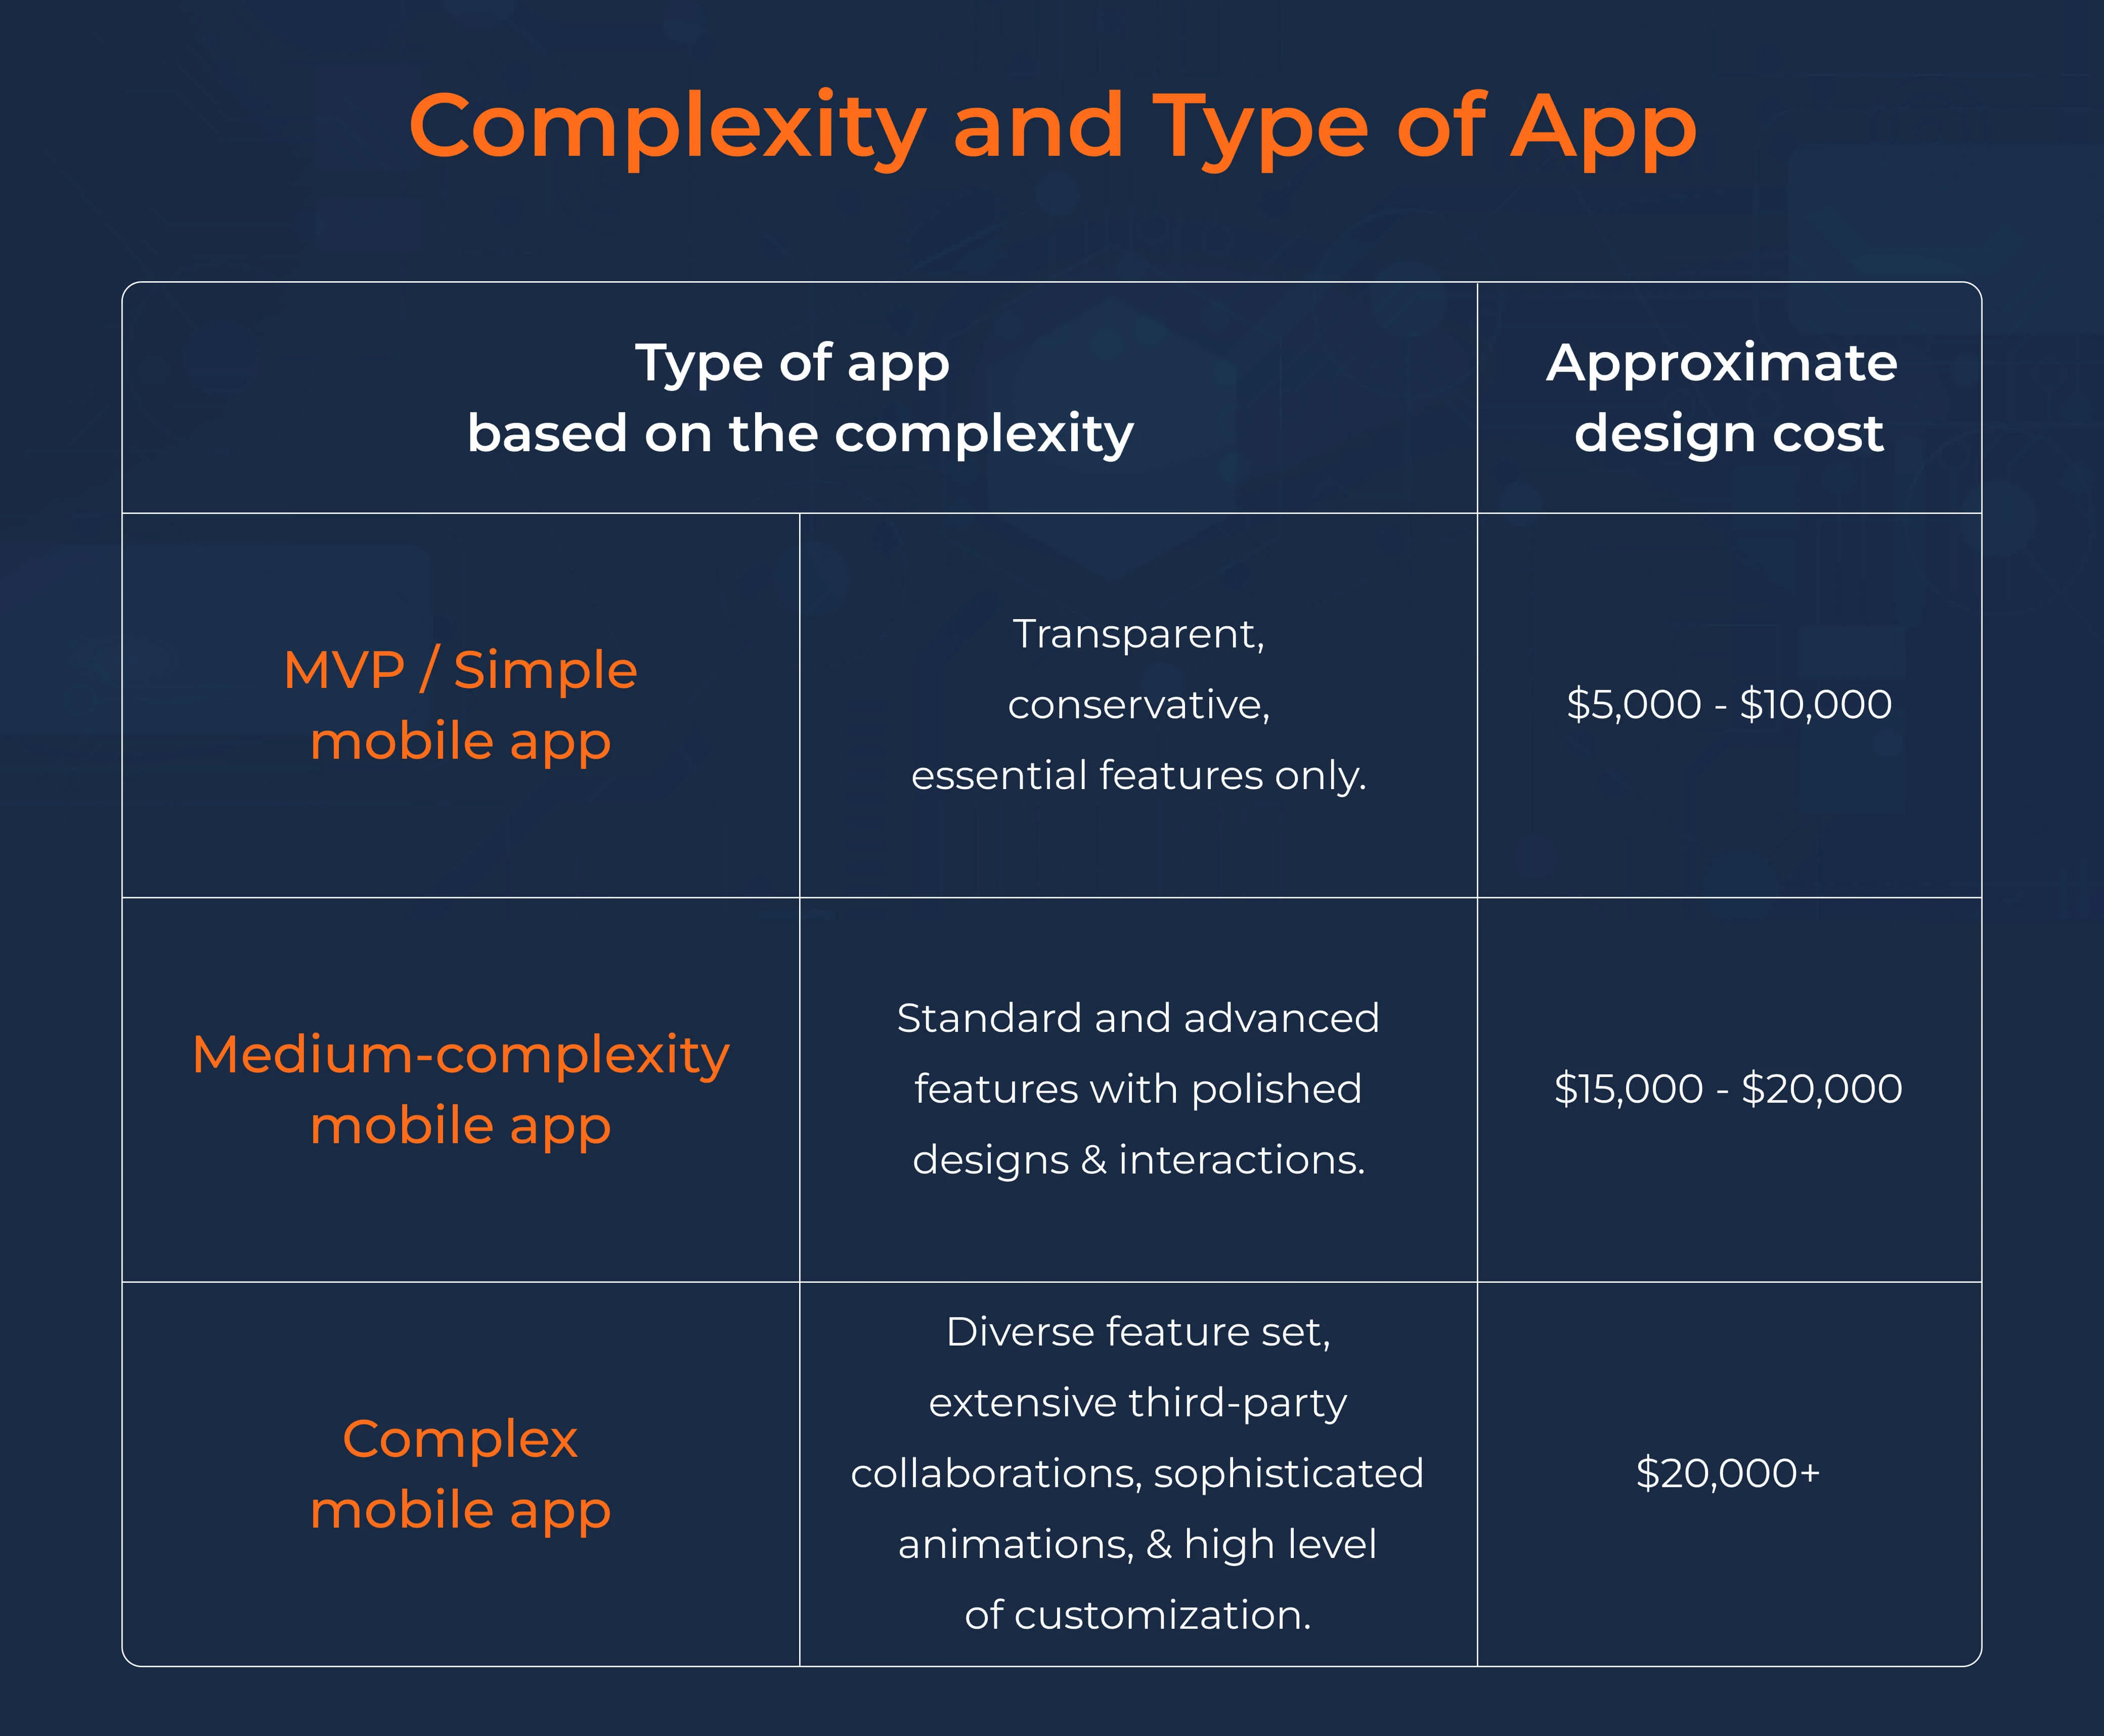 Complexity and Type of App
Type of app
based on the complexity
Approximate
design cost
MVP / Simple
mobile app
Transparent,
conservative,
essential features only.
$5,000 - $10,000
Medium-complexity
mobile app
Standard and advanced
features with polished
designs & interactions.
$15,000 - $20,000
Complex
mobile app
Diverse feature set,
extensive third-party
collaborations, sophisticated
animations, & high level
of customization.
$20,000+